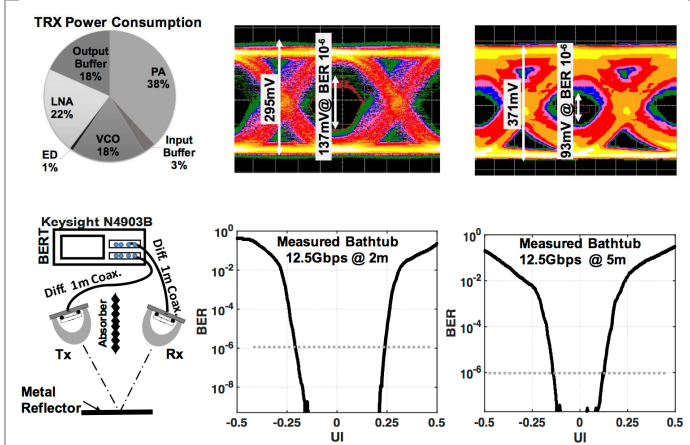 TRX Power Consumption
Output
Buffer
18%
PA
38%
LNA
22%
VCO
18%
ED
1%
Input
Buffer
3%
295mV
137mV@ BER 10-6
371mV
93mV @ BER 10-6
Keysight N4903B
BERT
Diff. 1m Coax.
Diff. 1m Coax.
Absorber
Tx
Rx
Metal
Reflector
Measured Bathtub
12.5Gbps @ 2m
BER
10^0
10^-2
10^-4
10^-6
10^-8
-0.5
-0.25
0
0.25
0.5
UI
Measured Bathtub
12.5Gbps @ 5m
BER
10^0
10^-2
10^-4
10^-6
-0.5
-0.25
0
0.25
0.5
UI